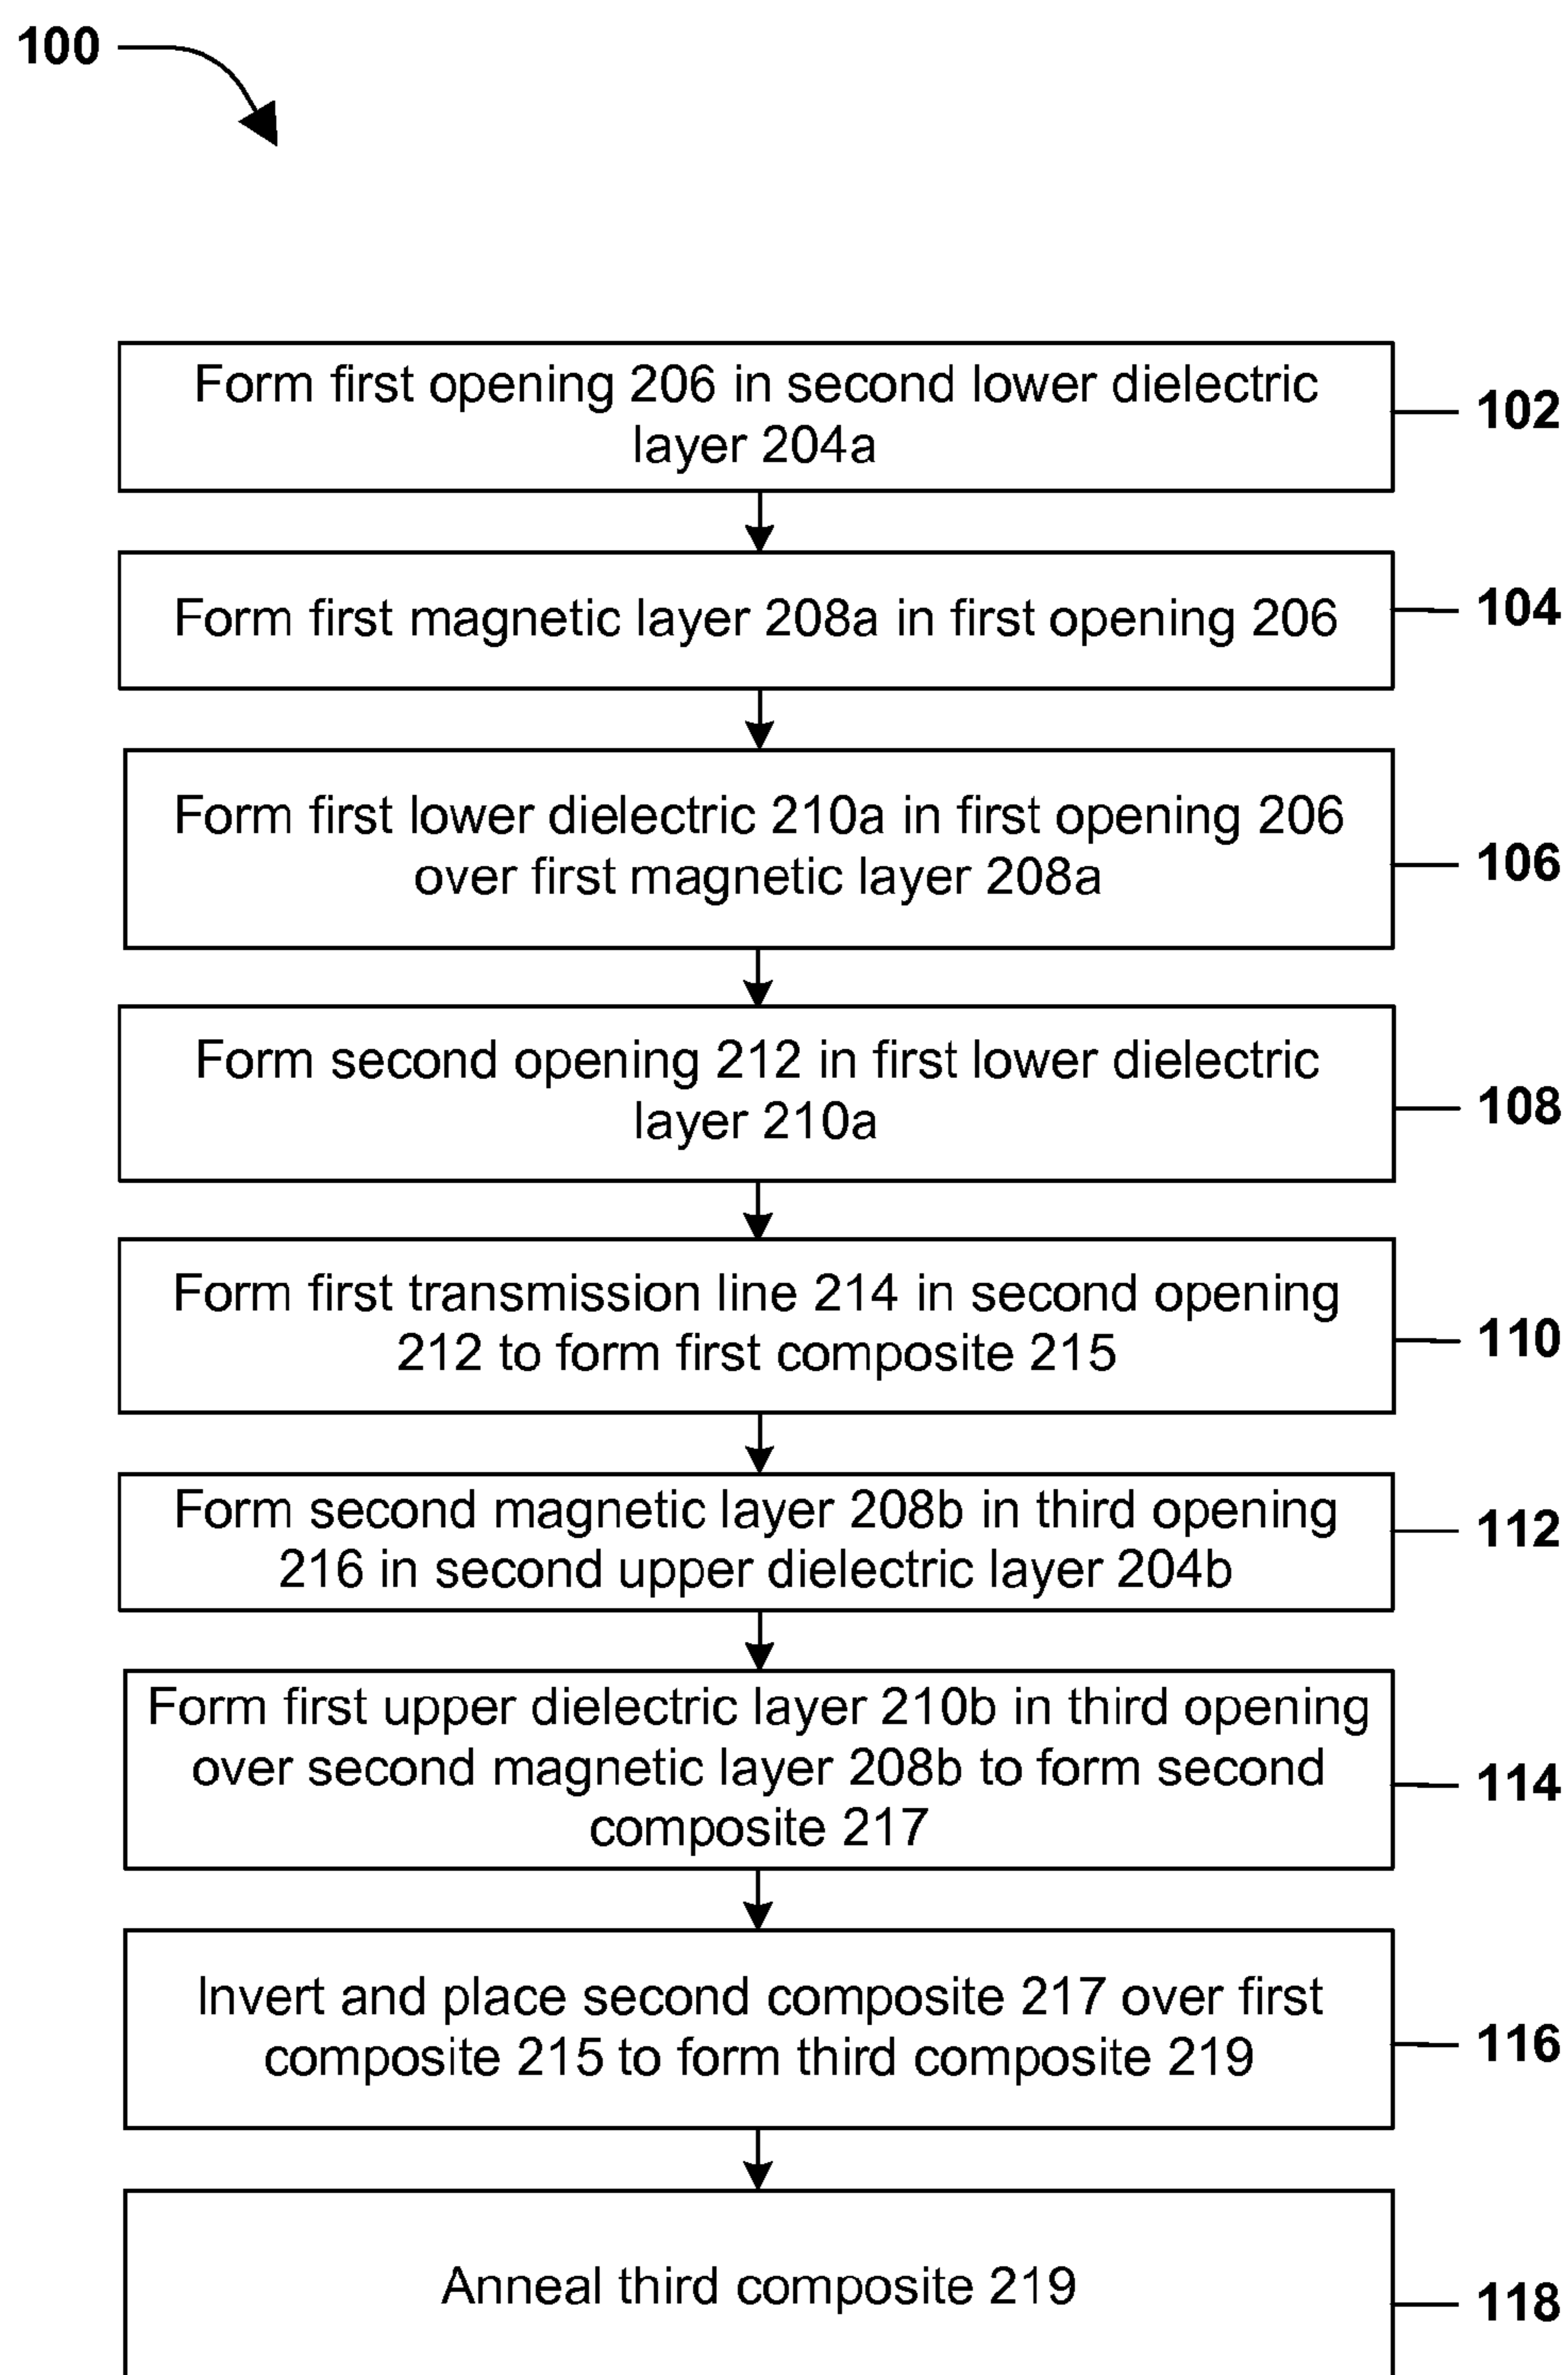 100
Form first opening 206 in second lower dielectric
layer 204a
102
Form first magnetic layer 208a in first opening 206
104
Form first lower dielectric 210a in first opening 206
over first magnetic layer 208a
106
Form second opening 212 in first lower dielectric
layer 210a
108
Form first transmission line 214 in second opening
212 to form first composite 215
110
Form second magnetic layer 208b in third opening
216 in second upper dielectric layer 204b
112
Form first upper dielectric layer 210b in third opening
over second magnetic layer 208b to form second
composite 217
114
Invert and place second composite 217 over first
composite 215 to form third composite 219
116
Anneal third composite 219
118